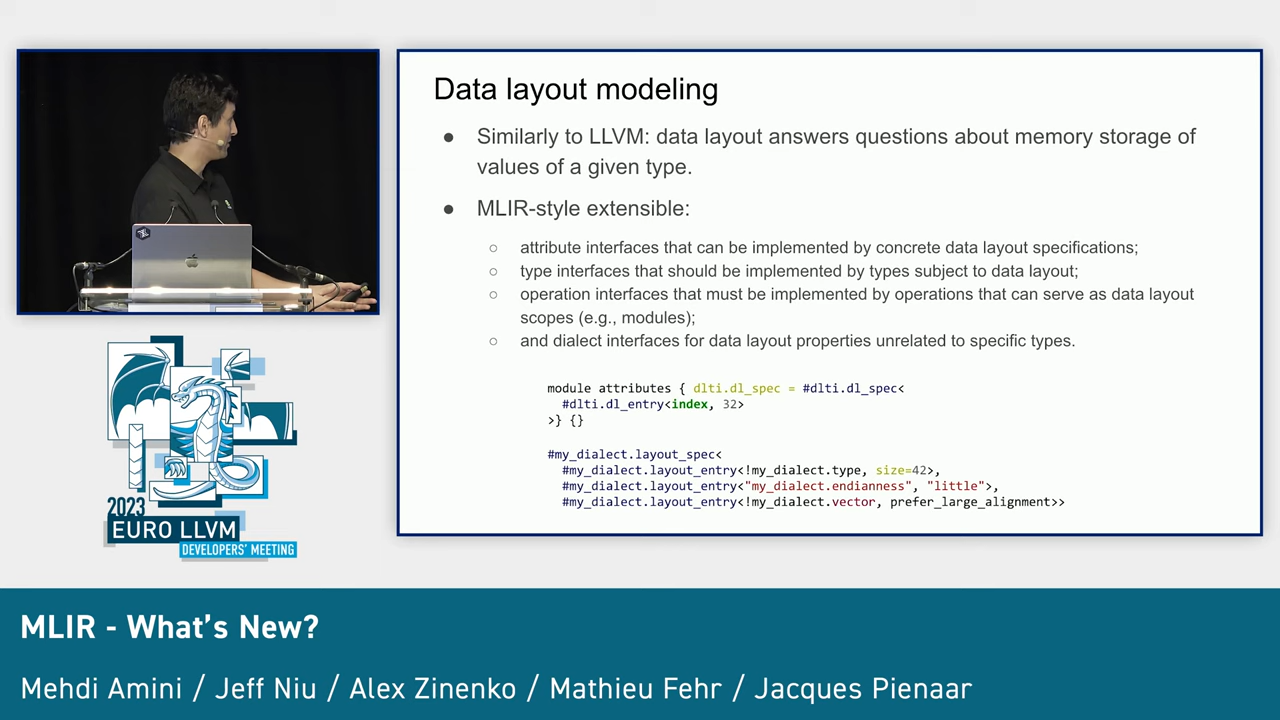 Data layout modeling
● Similarly to LLVM: data layout answers questions about memory storage of
values of a given type.
● MLIR-style extensible:
○ attribute interfaces that can be implemented by concrete data layout specifications;
○ type interfaces that should be implemented by types subject to data layout;
○ operation interfaces that must be implemented by operations that can serve as data layout
scopes (e.g., modules);
○ and dialect interfaces for data layout properties unrelated to specific types.
module attributes { dlti.dl_spec = #dlti.dl_spec<
#dlti.dl_entry<index, 32>
>} {}
#my_dialect.layout_spec<
#my_dialect.layout_entry<!my_dialect.type, size=42>,
#my_dialect.layout_entry<"my_dialect.endianness", "little">,
#my_dialect.layout_entry<!my_dialect.vector, prefer_large_alignment>>
2023
EURO LLVM
DEVELOPERS' MEETING
MLIR - What's New?
Mehdi Amini / Jeff Niu / Alex Zinenko / Mathieu Fehr / Jacques Pienaar